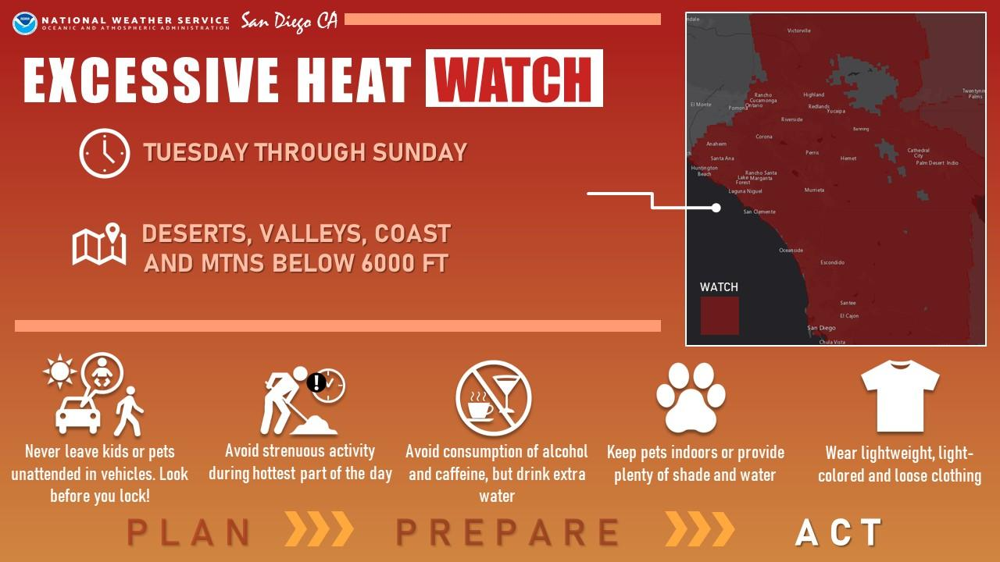 NATIONAL WEATHER SERVICE
OCEANIC AND ATMOSPHERIC ADMINISTRATION
San Diego CA
EXCESSIVE HEAT WATCH
TUESDAY THROUGH SUNDAY
DESERTS, VALLEYS, COAST
AND MTNS BELOW 6000 FT
ndale
Victorville
El Monte
Pomona
Rancho
Cucamonga
Ontario
Highland
Redlands
Yucaipa
Twentynin
Palms
Riverside
Banning
Corona
Anaheim
Santa Ana
Perris
Hemet
Cathedral
City
Palm Desert
Indio
Huntington
Beach
Rancho Santa
Marganta
Lake
Forest
Laguna Niguel
Murrieta
San Clemente
Oceanside
Escondido
WATCH
Santee
El Cajon
San Diego
Chula Vista
Never leave kids or pets
unattended in vehicles. Look
before you lock!
Avoid strenuous activity
during hottest part of the day
Avoid consumption of alcohol
and caffeine, but drink extra
water
Keep pets indoors or provide
plenty of shade and water
Wear lightweight, light-
colored and loose clothing
PLAN
PREPARE
ACT